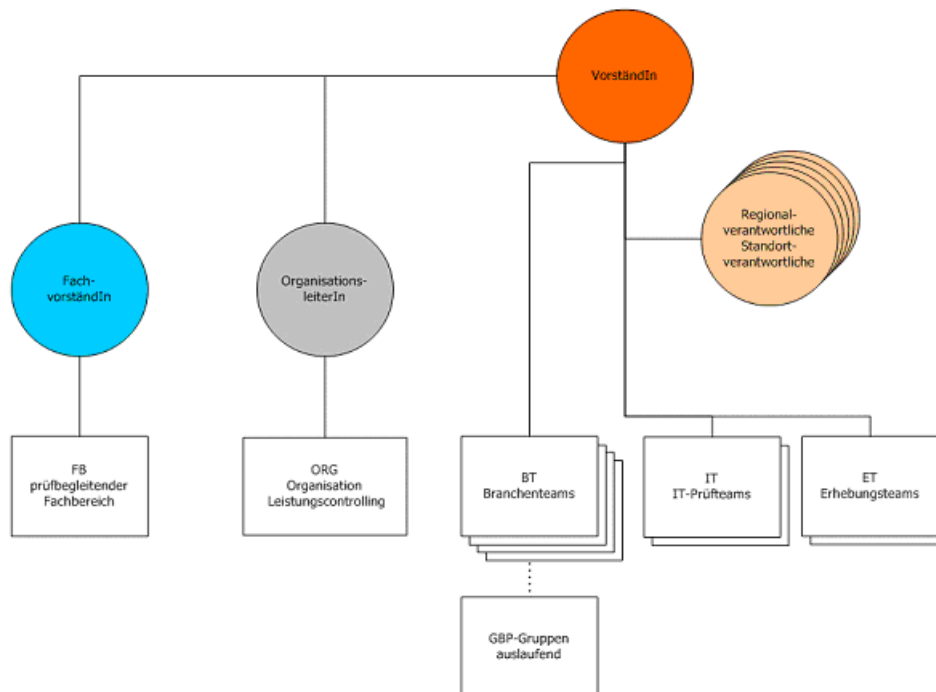 VorständIn
Regional-
verantwortliche
Standort-
verantwortliche
Fach-
vorständIn
Organisations-
leiterIn
FB
prüfbegleitender
Fachbereich
ORG
Organisation
Leistungscontrolling
BT
Branchenteams
IT
IT-Prüfteams
ET
Erhebungsteams
GBP-Gruppen
auslaufend